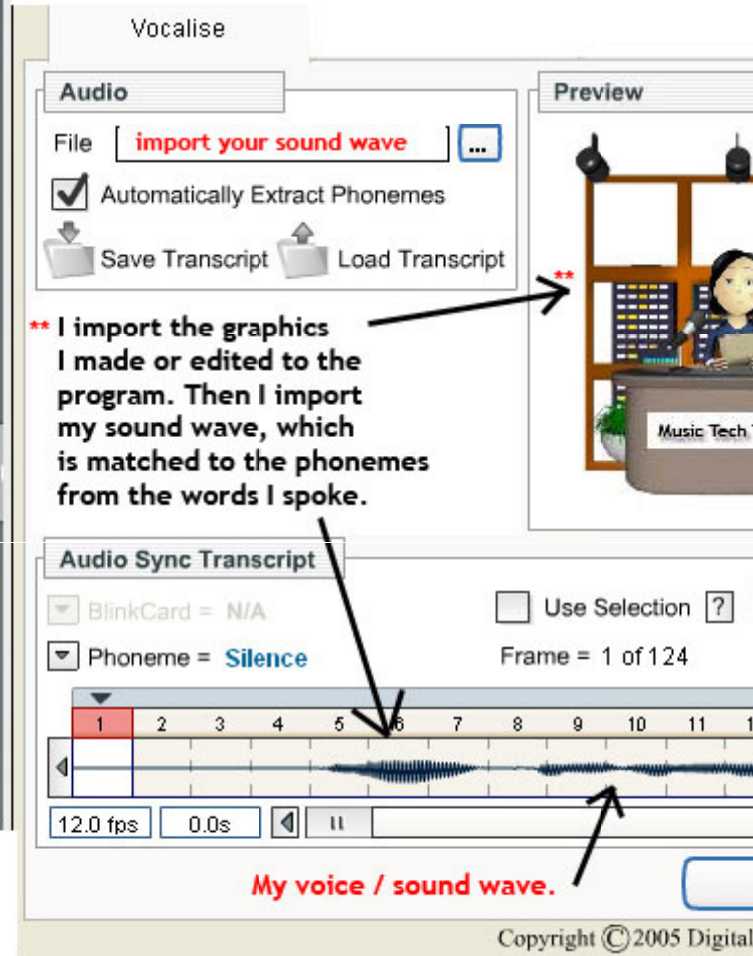 Vocalise
Audio
Preview
File import your sound wave ...
Automatically Extract Phonemes
Save Transcript Load Transcript
**
** I import the graphics
I made or edited to the
program. Then I import
my sound wave, which
is matched to the phonemes
from the words I spoke.
Music Tech
Audio Sync Transcript
BlinkCard = N/A
Use Selection ?
Phoneme = Silence
Frame = 1 of 124
1 2 3 4 5 6 7 8 9 10 11
12.0 fps 0.0s
My voice / sound wave.
Copyright ©2005 Digital